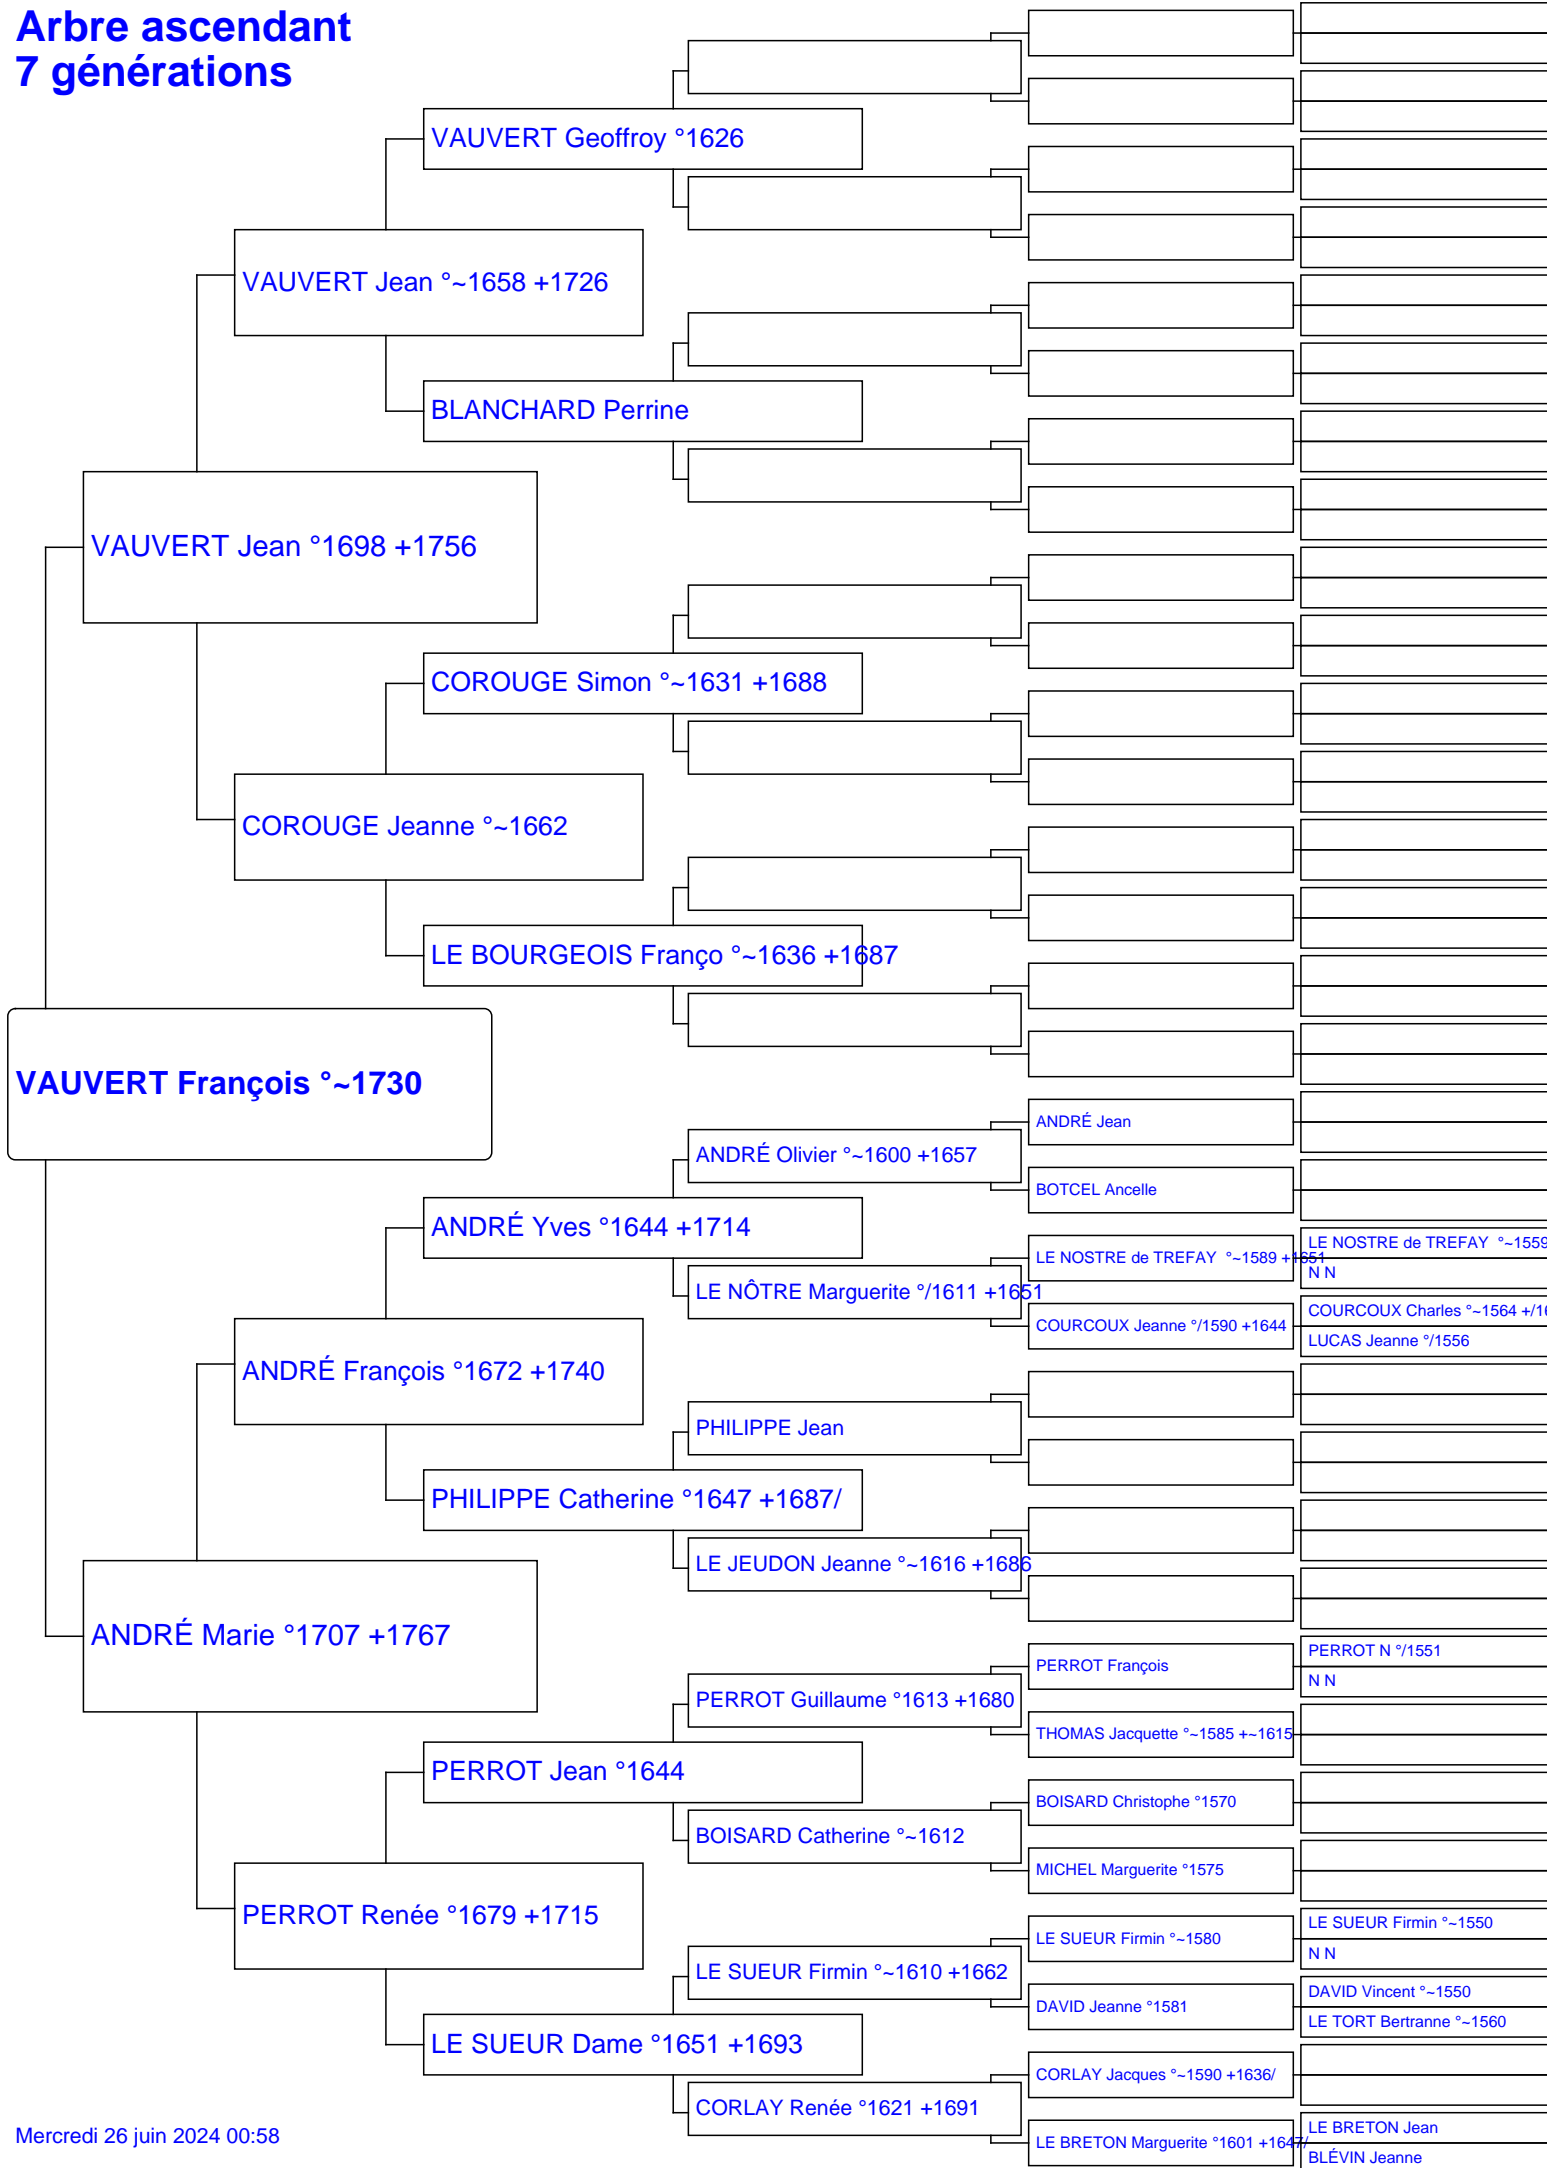 Arbre ascendant
7 générations
VAUVERT Geoffroy °1626
VAUVERT Jean °~1658 +1726
BLANCHARD Perrine
VAUVERT Jean °1698 +1756
COROUGE Simon °~1631 +1688
COROUGE Jeanne °~1662
LE BOURGEOIS Franço °~1636 +1687
VAUVERT François °~1730
ANDRÉ Jean
ANDRÉ Olivier °~1600 +1657
BOTCEL Ancelle
ANDRÉ Yves °1644 +1714
LE NOSTRE de TREFAY °~1559
LE NOSTRE de TREFAY °~1589 +1651
N N
LE NÔTRE Marguerite °/1611 +1651
COURCOUX Charles °~1564 +/16
COURCOUX Jeanne °/1590 +1644
LUCAS Jeanne °/1556
ANDRÉ François °1672 +1740
PHILIPPE Jean
PHILIPPE Catherine °1647 +1687/
LE JEUDON Jeanne °~1616 +1686
ANDRÉ Marie °1707 +1767
PERROT N °/1551
PERROT François
N N
PERROT Guillaume °1613 +1680
THOMAS Jacquette °~1585 +~1615
PERROT Jean °1644
BOISARD Christophe °1570
BOISARD Catherine °~1612
MICHEL Marguerite °1575
PERROT Renée °1679 +1715
LE SUEUR Firmin °~1550
LE SUEUR Firmin °~1580
N N
LE SUEUR Firmin °~1610 +1662
DAVID Vincent °~1550
DAVID Jeanne °1581
LE TORT Bertranne °~1560
LE SUEUR Dame °1651 +1693
CORLAY Jacques °~1590 +1636/
CORLAY Renée °1621 +1691
LE BRETON Jean
LE BRETON Marguerite °1601 +1647/
BLÉVIN Jeanne
Mercredi 26 juin 2024 00:58